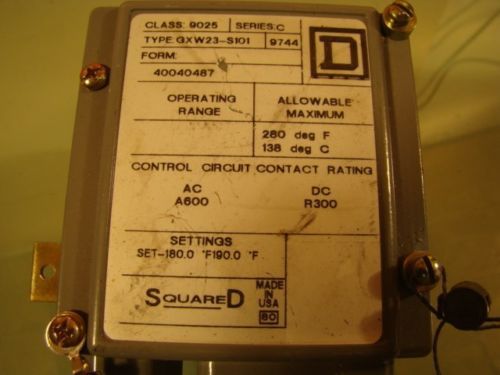 CLASS: 9025 SERIES: C
TYPE: GXW23-S101 9744
FORM:
40040487
D
OPERATING RANGE
ALLOWABLE MAXIMUM
280 deg F
138 deg C
CONTROL CIRCUIT CONTACT RATING
AC DC
A600 R300
SETTINGS
SET-180.0 °F190.0 °F
SQUARE D
MADE IN USA
80